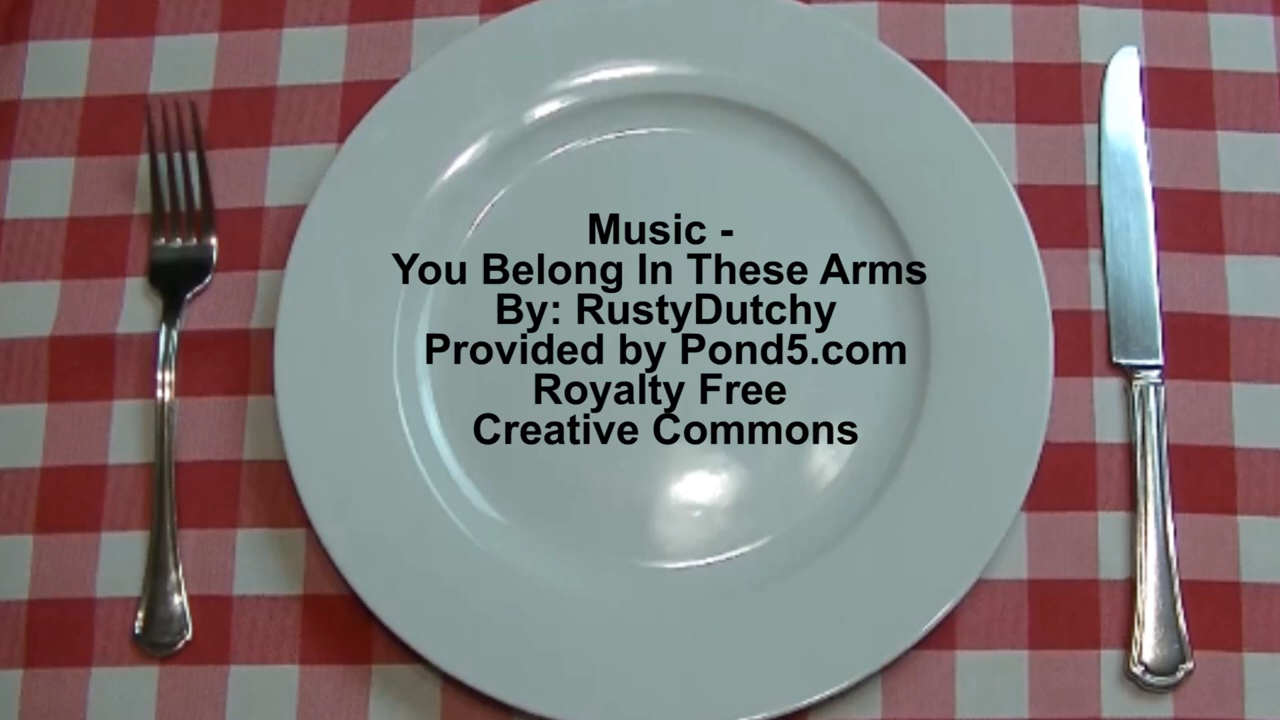 Music -
You Belong In These Arms
By: RustyDutchy
Provided by Pond5.com
Royalty Free
Creative Commons